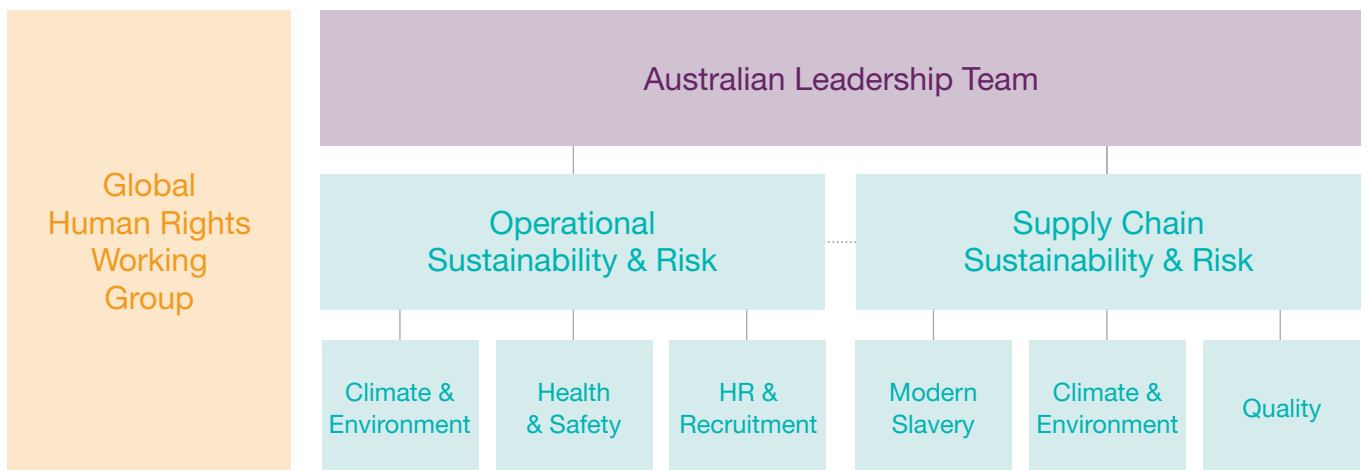 Global
Human Rights
Working
Group
Australian Leadership Team
Operational
Sustainability & Risk
Supply Chain
Sustainability & Risk
Climate &
Environment
Health
& Safety
HR &
Recruitment
Modern
Slavery
Climate &
Environment
Quality